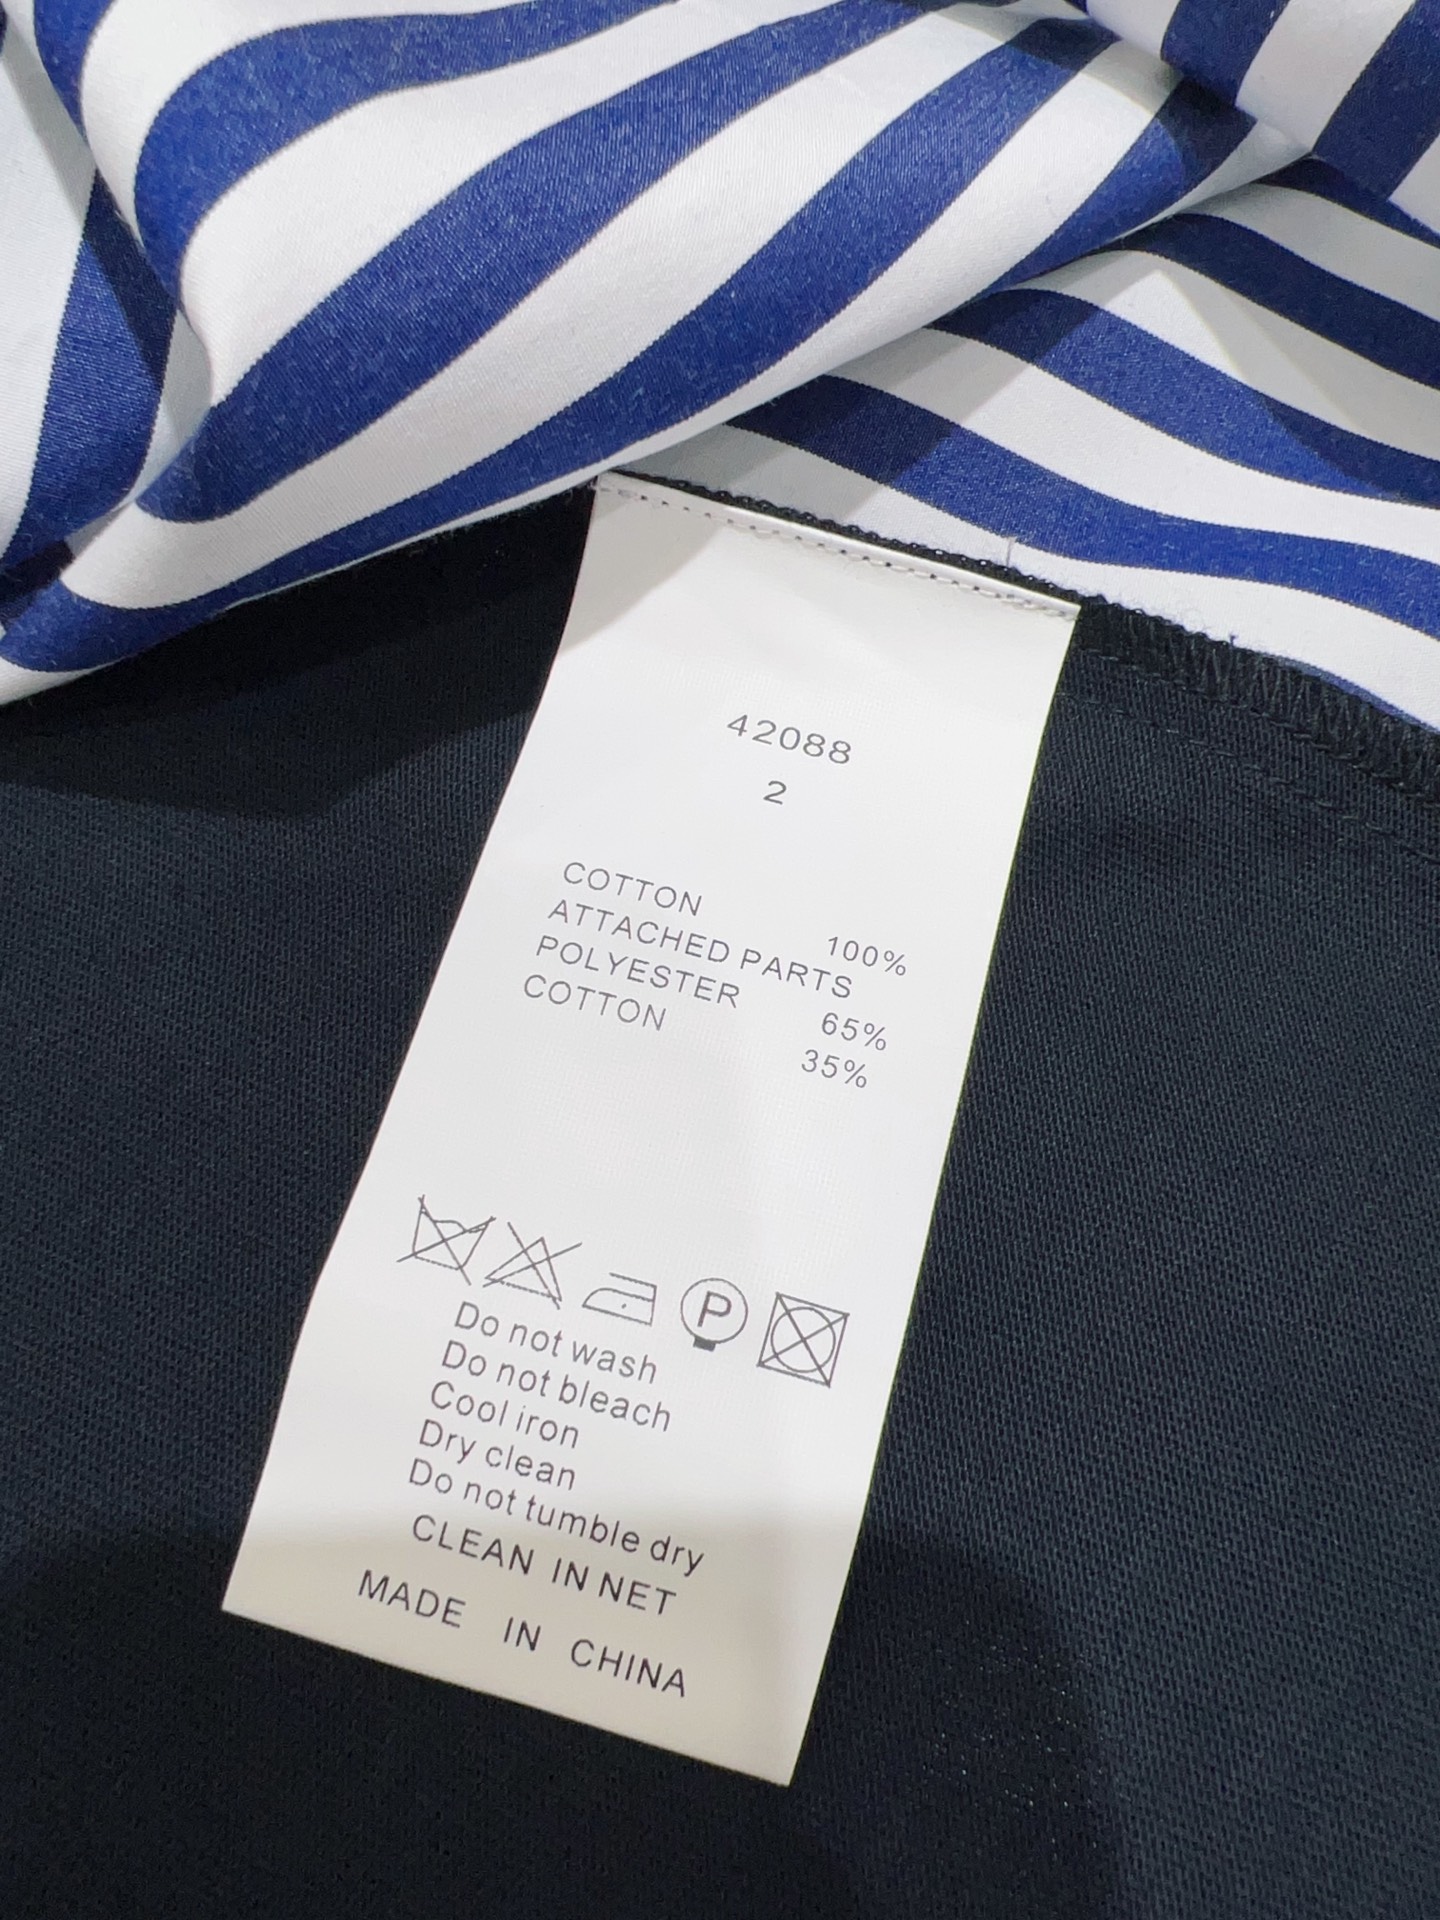 42088
2
COTTON 100%
ATTACHED PARTS
POLYESTER 65%
COTTON 35%
P
Do not wash
Do not bleach
Cool iron
Dry clean
Do not tumble dry
CLEAN IN NET
MADE IN CHINA